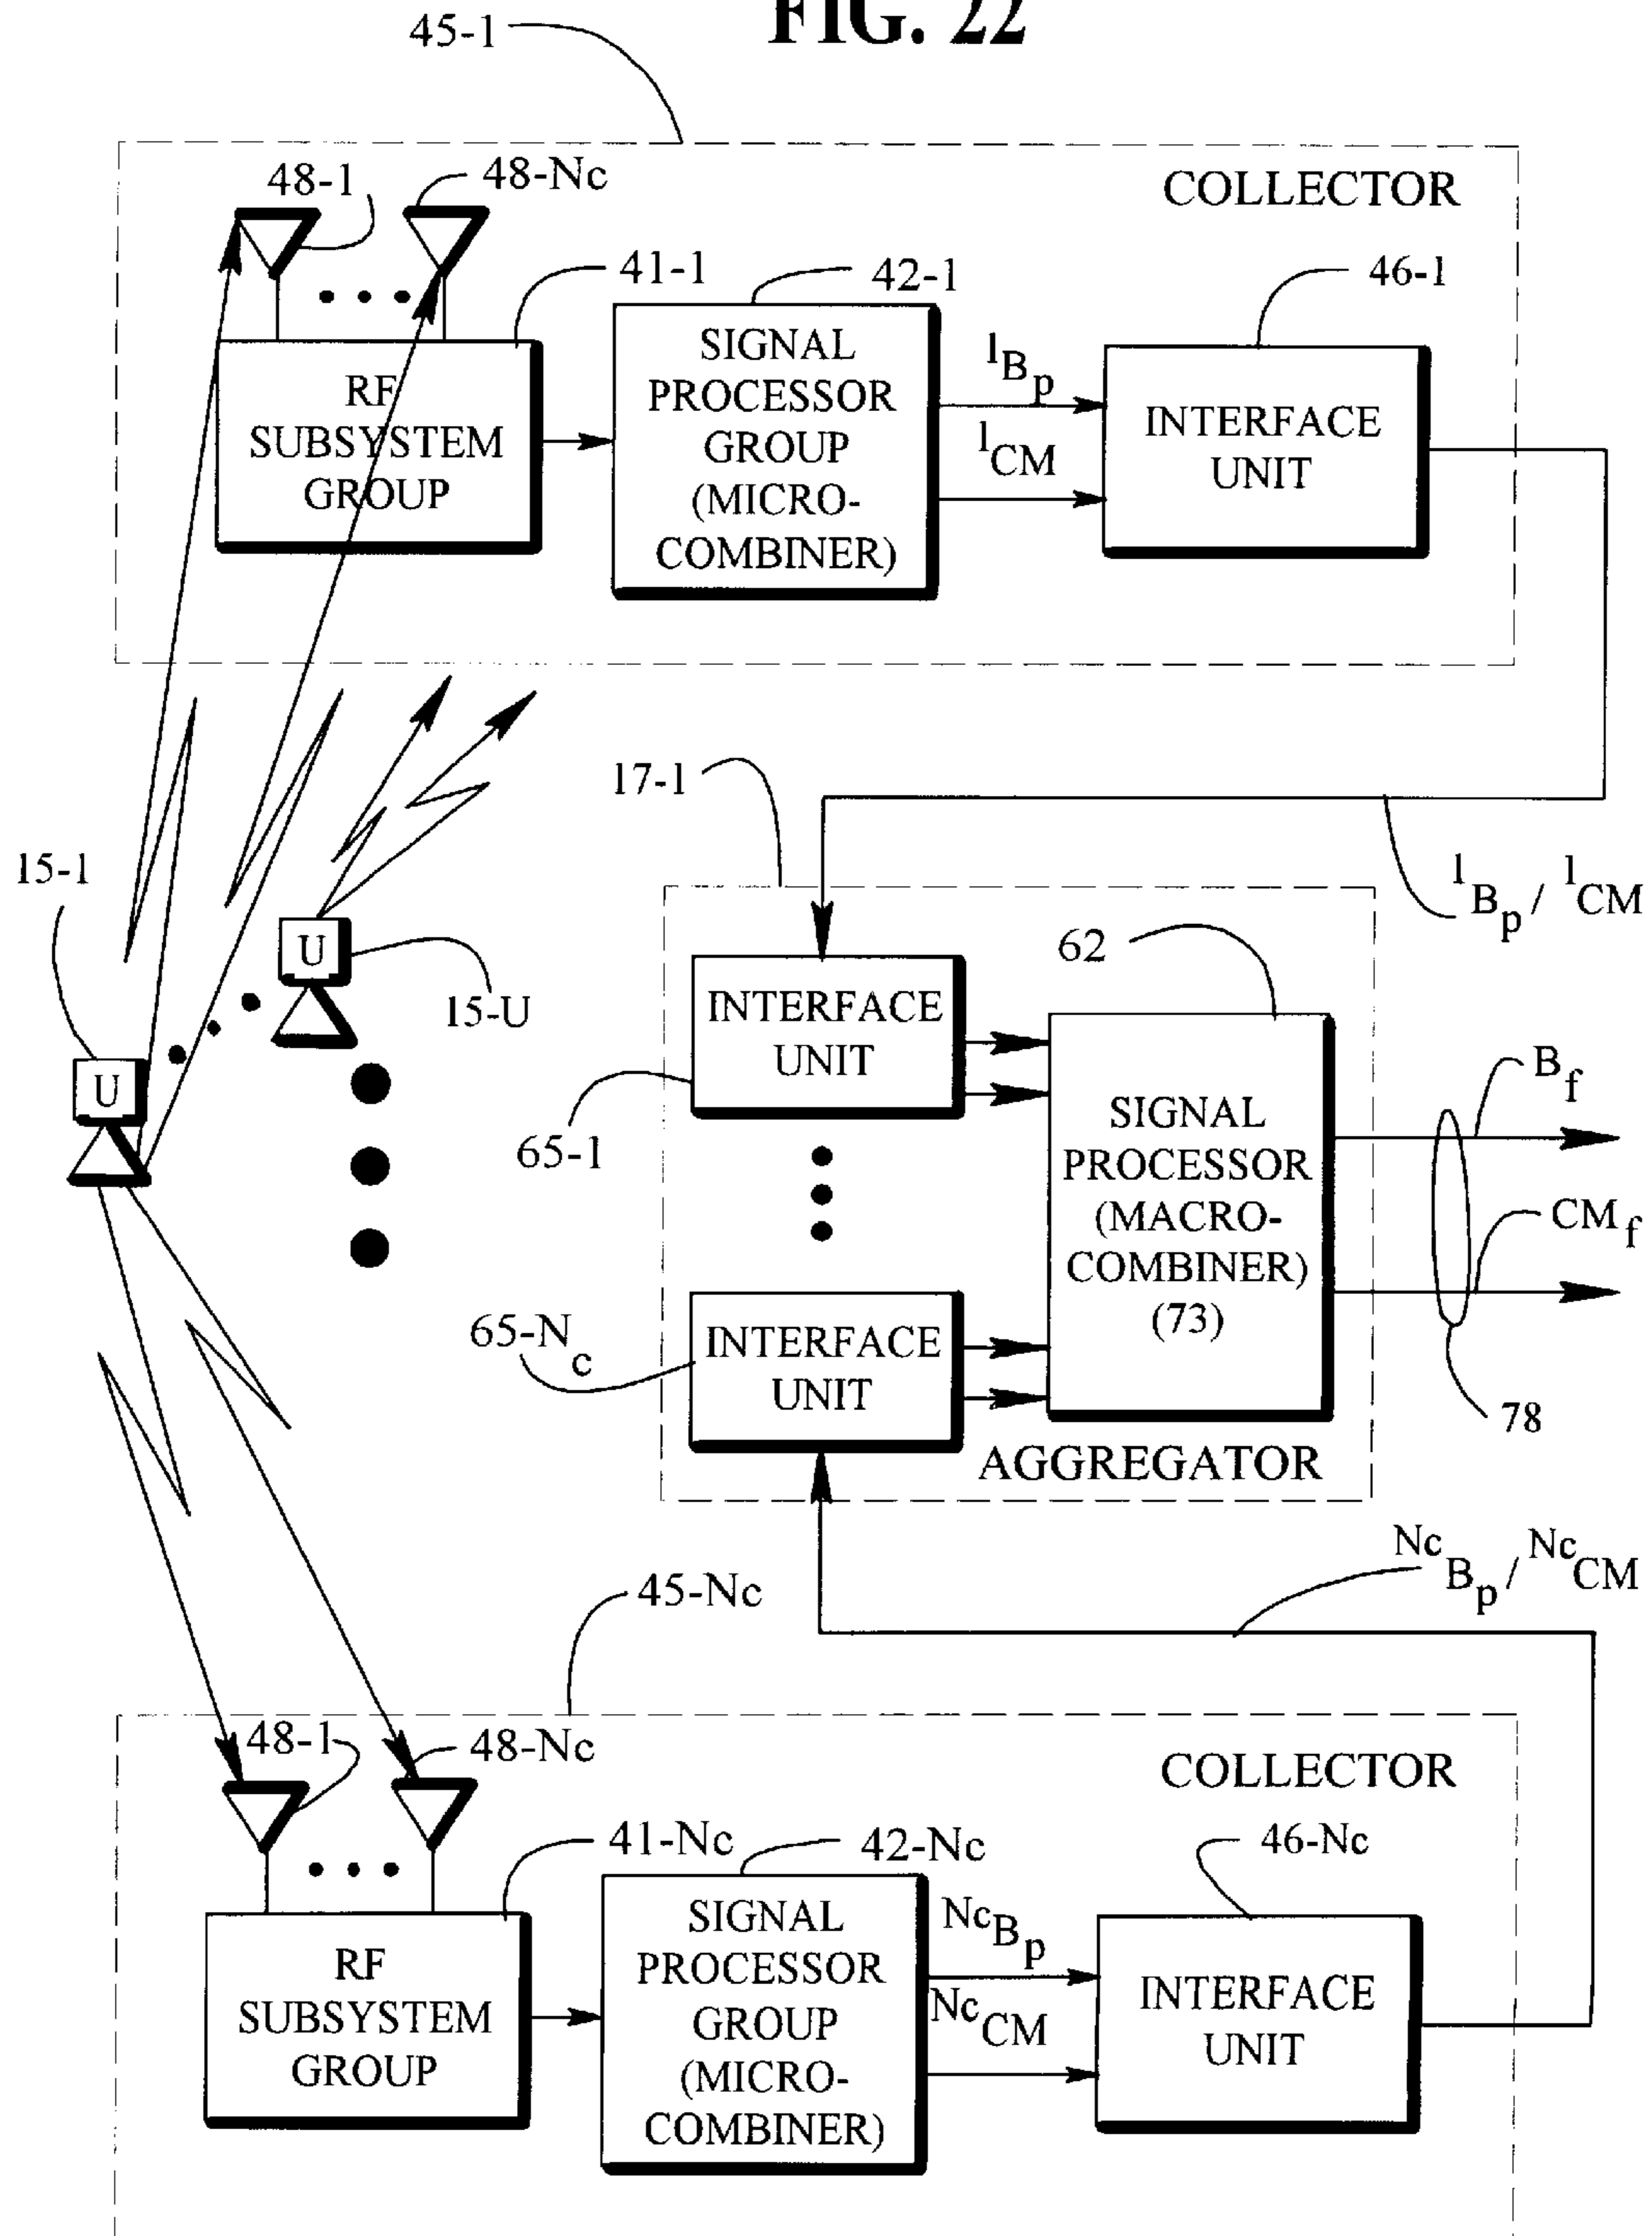 FIG. 22
45-1
COLLECTOR
48-1
48-Nc
41-1
42-1
46-1
RF
SUBSYSTEM
GROUP
SIGNAL
PROCESSOR
GROUP
(MICRO-
COMBINER)
1Bp
1CM
INTERFACE
UNIT
17-1
1Bp / 1CM
15-1
U
15-U
U
62
INTERFACE
UNIT
65-1
SIGNAL
PROCESSOR
(MACRO-
COMBINER)
(73)
Bf
CMf
78
65-Nc
INTERFACE
UNIT
AGGREGATOR
NcBp / NcCM
45-Nc
COLLECTOR
48-1
48-Nc
41-Nc
42-Nc
46-Nc
RF
SUBSYSTEM
GROUP
SIGNAL
PROCESSOR
GROUP
(MICRO-
COMBINER)
NcBp
NcCM
INTERFACE
UNIT